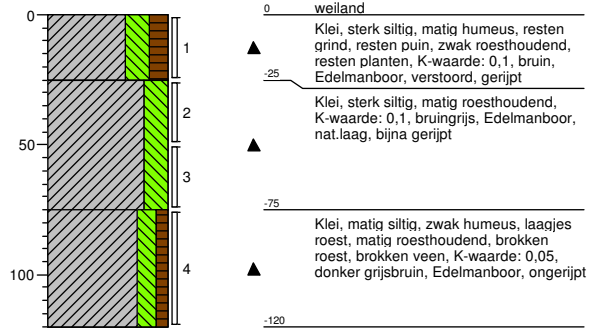 0
50
100
1
2
3
4
0
weiland
Klei, sterk siltig, matig humeus, resten
grind, resten puin, zwak roesthoudend,
resten planten, K-waarde: 0,1, bruin,
Edelmanboor, verstoord, gerijpt
-25
Klei, sterk siltig, matig roesthoudend,
K-waarde: 0,1, bruingrijs, Edelmanboor,
nat.laag, bijna gerijpt
-75
Klei, matig siltig, zwak humeus, laagjes
roest, matig roesthoudend, brokken
roest, brokken veen, K-waarde: 0,05,
donker grijsbruin, Edelmanboor, ongerijpt
-120